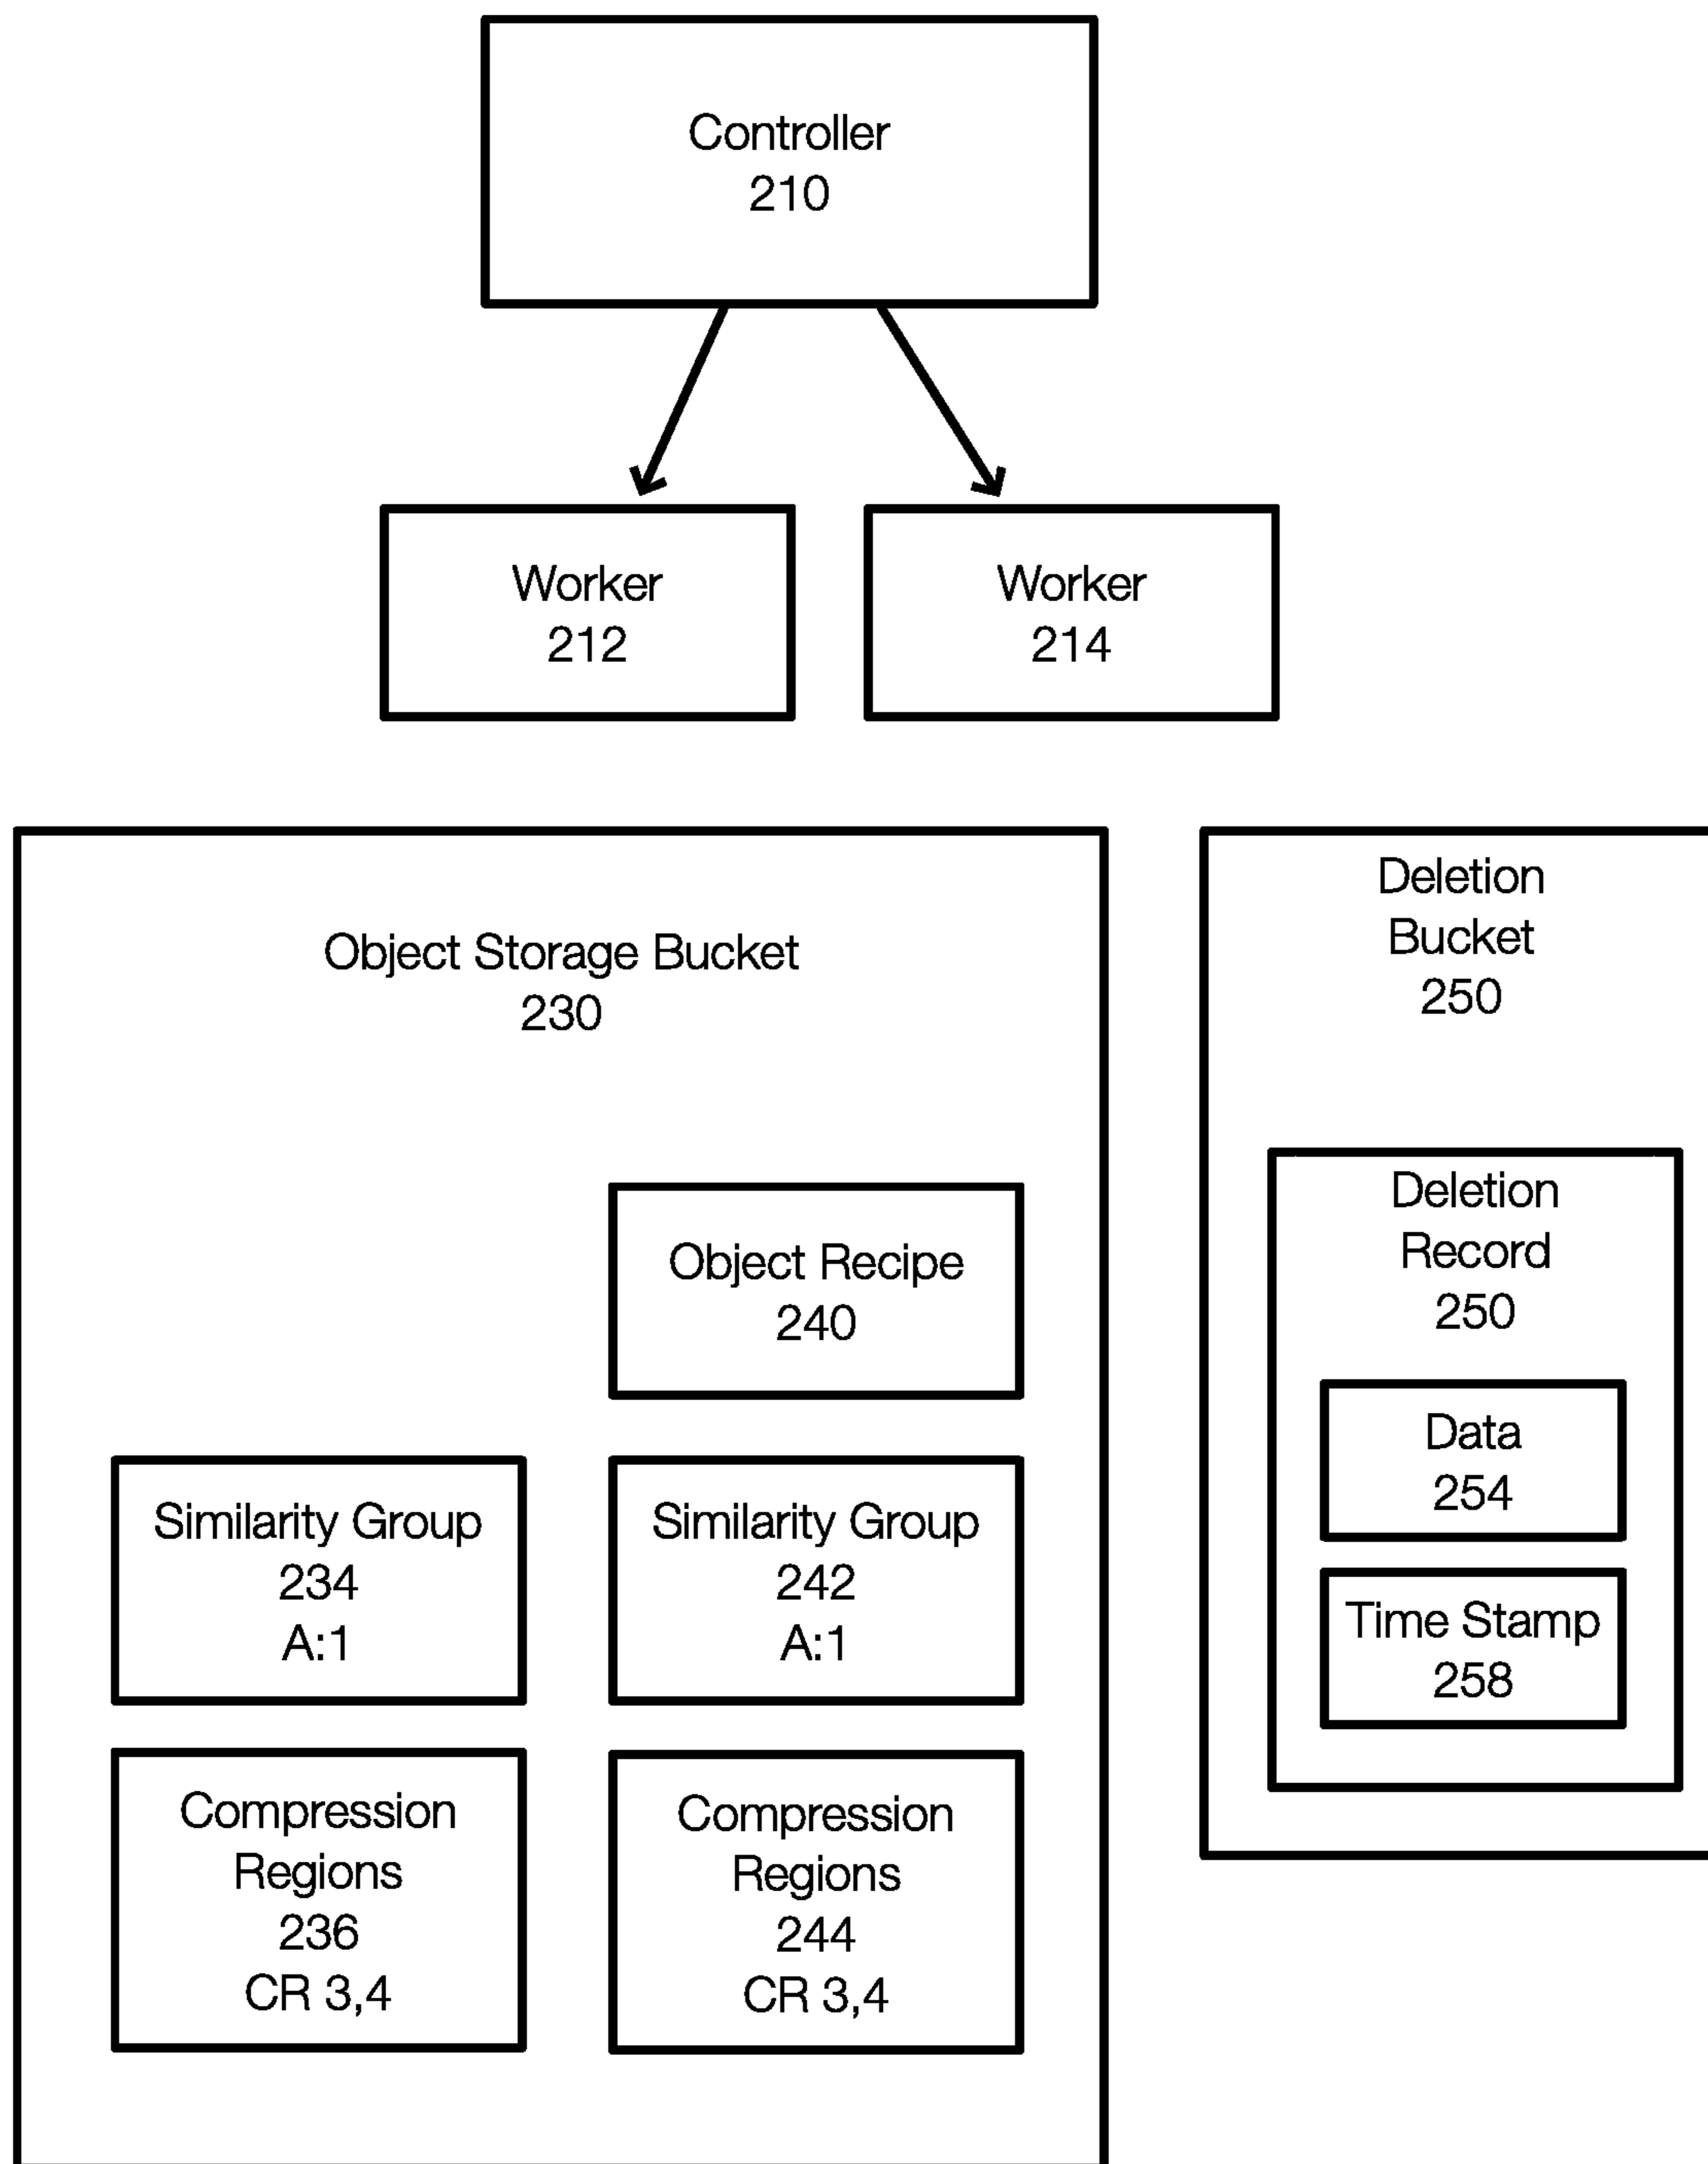 Controller
210
Worker
212
Worker
214
Object Storage Bucket
230
Object Recipe
240
Similarity Group
234
A:1
Similarity Group
242
A:1
Compression
Regions
236
CR 3,4
Compression
Regions
244
CR 3,4
Deletion
Bucket
250
Deletion
Record
250
Data
254
Time Stamp
258